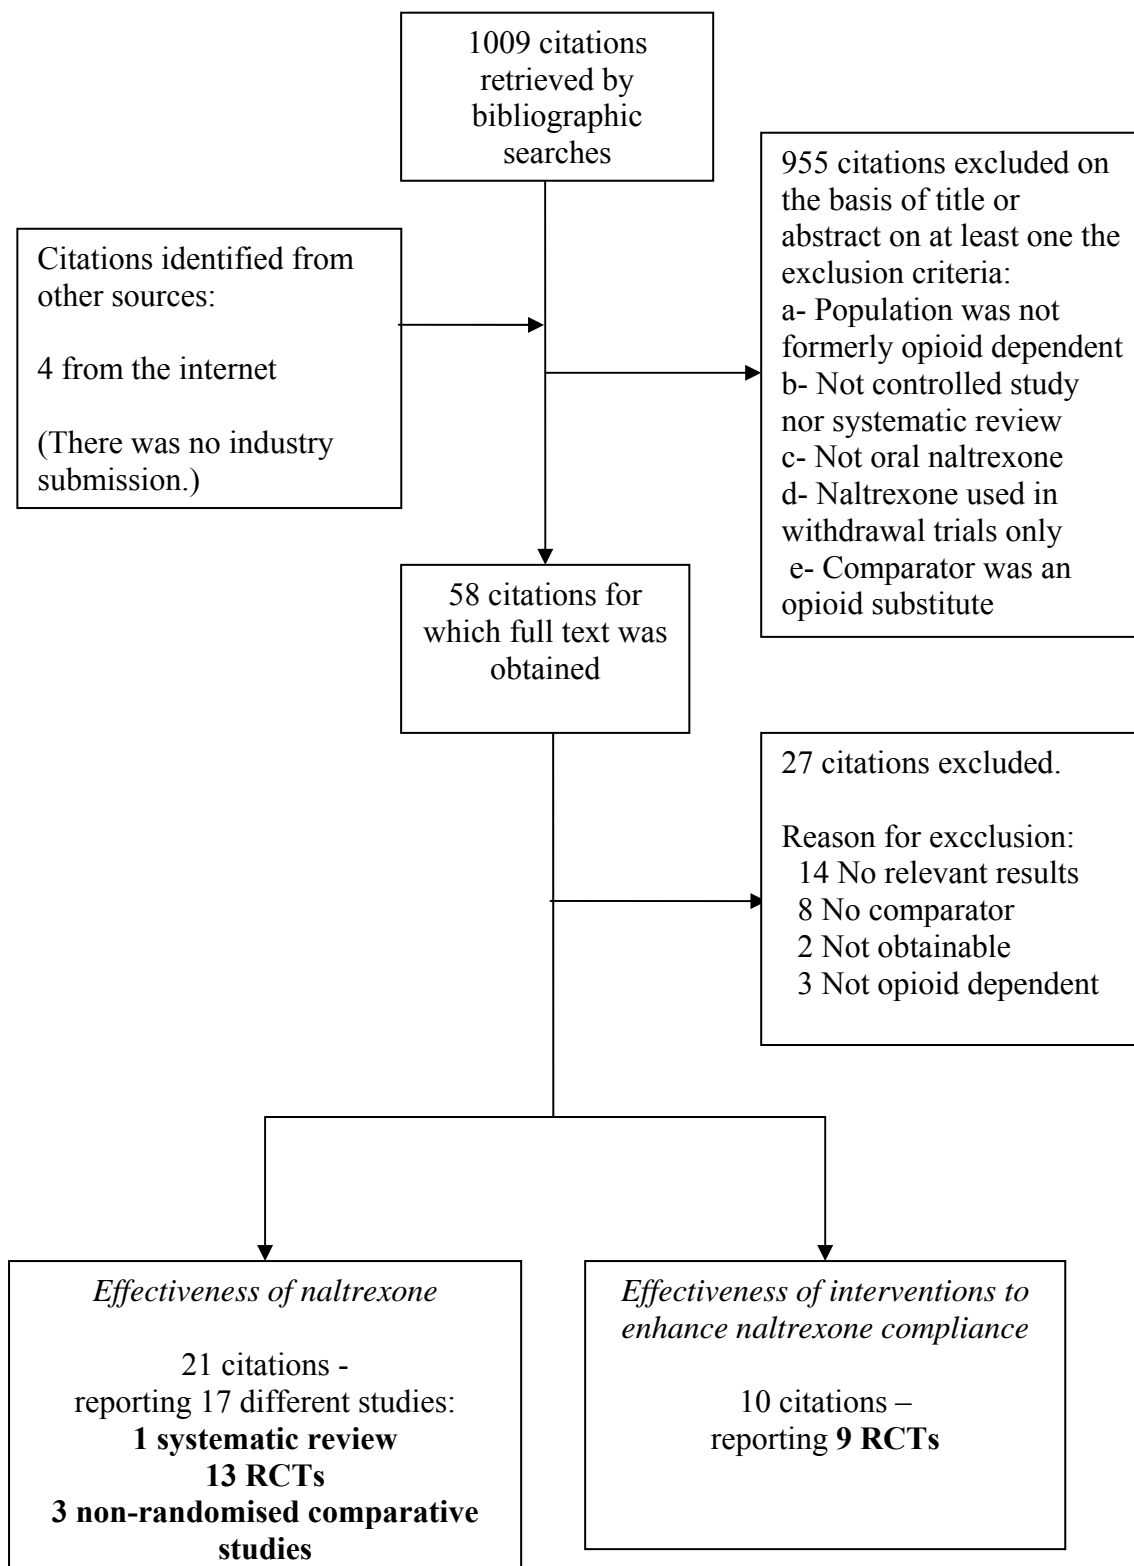 1009 citations
retrieved by
bibliographic
searches
955 citations excluded on
the basis of title or
abstract on at least one the
exclusion criteria:
a- Population was not
formerly opioid dependent
b- Not controlled study
nor systematic review
c- Not oral naltrexone
d- Naltrexone used in
withdrawal trials only
e- Comparator was an
opioid substitute
Citations identified from
other sources:
4 from the internet
(There was no industry
submission.)
58 citations for
which full text was
obtained
27 citations excluded.
Reason for excclusion:
14 No relevant results
8 No comparator
2 Not obtainable
3 Not opioid dependent
Effectiveness of naltrexone
21 citations -
reporting 17 different studies:
1 systematic review
13 RCTs
3 non-randomised comparative
studies
Effectiveness of interventions to
enhance naltrexone compliance
10 citations –
reporting 9 RCTs